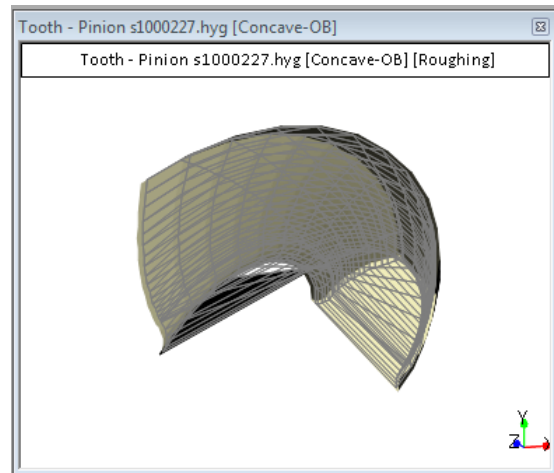 Tooth - Pinion s1000227.hyg [Concave-OB]
Tooth - Pinion s1000227.hyg [Concave-OB] [Roughing]
Y
Z